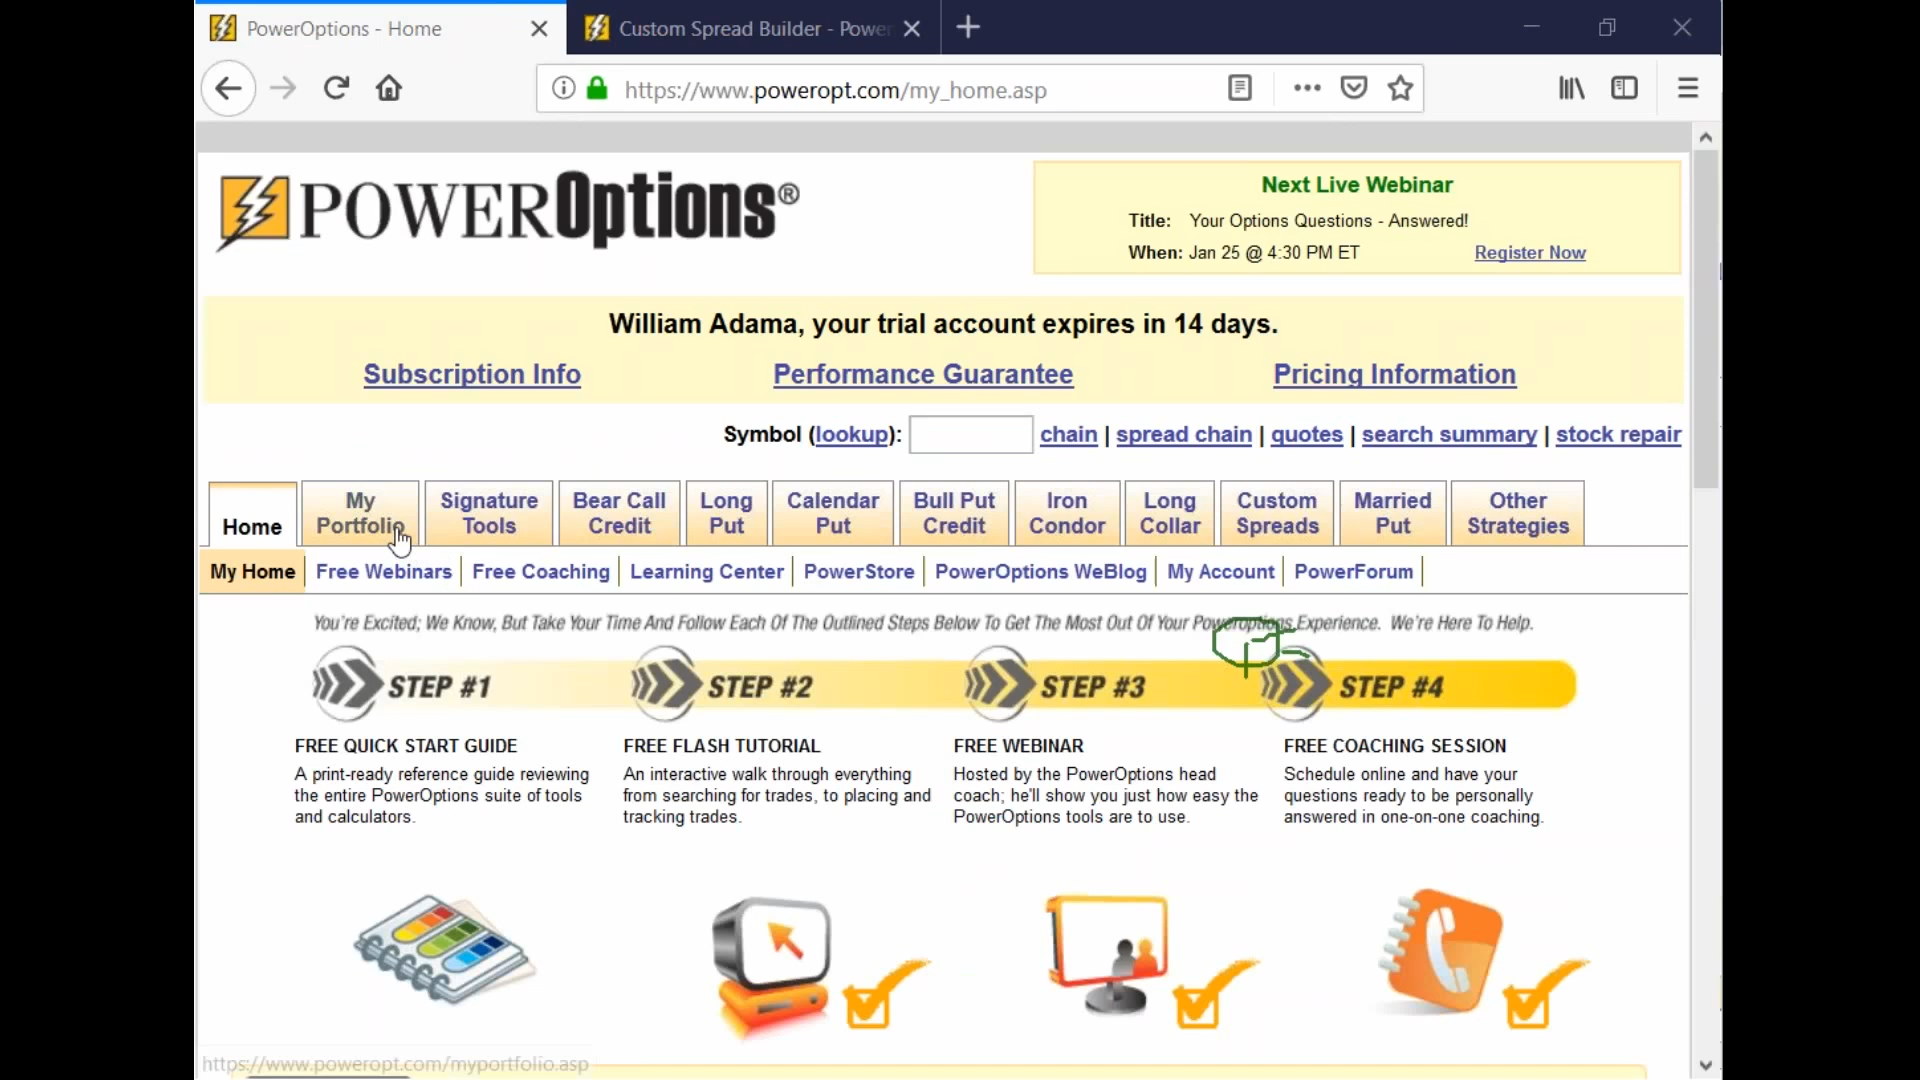 PowerOptions - Home
Custom Spread Builder - Power
https://www.poweropt.com/my_home.asp
POWEROptions®
Next Live Webinar
Title: Your Options Questions - Answered!
When: Jan 25 @ 4:30 PM ET Register Now
William Adama, your trial account expires in 14 days.
Subscription Info Performance Guarantee Pricing Information
Symbol (lookup): chain | spread chain | quotes | search summary | stock repair
Home
My Portfolio
Signature Tools
Bear Call Credit
Long Put
Calendar Put
Bull Put Credit
Iron Condor
Long Collar
Custom Spreads
Married Put
Other Strategies
My Home Free Webinars Free Coaching Learning Center PowerStore PowerOptions WeBlog My Account PowerForum
You're Excited; We Know, But Take Your Time And Follow Each Of The Outlined Steps Below To Get The Most Out Of Your Poweroptions Experience. We're Here To Help.
STEP #1 STEP #2 STEP #3 STEP #4
FREE QUICK START GUIDE
A print-ready reference guide reviewing
the entire PowerOptions suite of tools
and calculators.
FREE FLASH TUTORIAL
An interactive walk through everything
from searching for trades, to placing and
tracking trades.
FREE WEBINAR
Hosted by the PowerOptions head
coach; he'll show you just how easy the
PowerOptions tools are to use.
FREE COACHING SESSION
Schedule online and have your
questions ready to be personally
answered in one-on-one coaching.
https://www.poweropt.com/myportfolio.asp